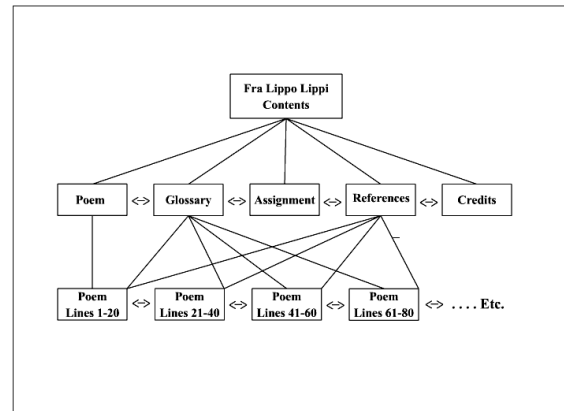 Fra Lippo Lippi
Contents
Poem <-> Glossary <-> Assignment <-> References <-> Credits
Poem
Lines 1-20 <-> Poem
Lines 21-40 <-> Poem
Lines 41-60 <-> Poem
Lines 61-80 <-> . . . . Etc.